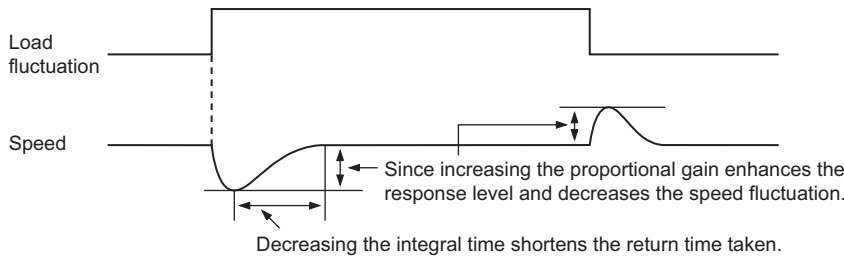 Load
fluctuation
Speed
Since increasing the proportional gain enhances the
response level and decreases the speed fluctuation.
Decreasing the integral time shortens the return time taken.